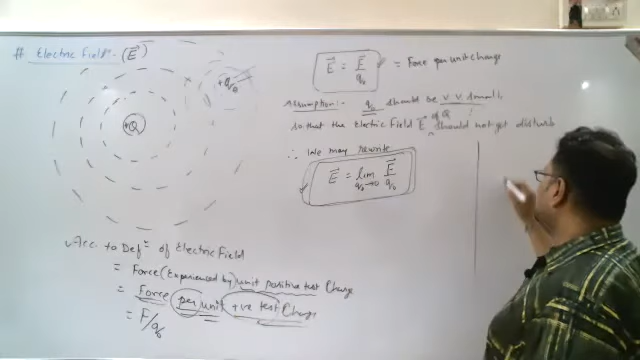 # Electric Field:- (E⃗)
+q₀
+Q
v. Acc. to Defⁿ of Electric Field
= Force (Experienced by) unit positive test Charge
= Force per unit +ve test Charge
= F/q₀
E⃗ = F⃗/q₀ = Force per unit charge
Assumption:- q₀ should be v. v. small,
so that the Electric Field E⃗ of Q should not get disturb
∴ We may rewrite
E⃗ = lim q₀→0 F⃗/q₀